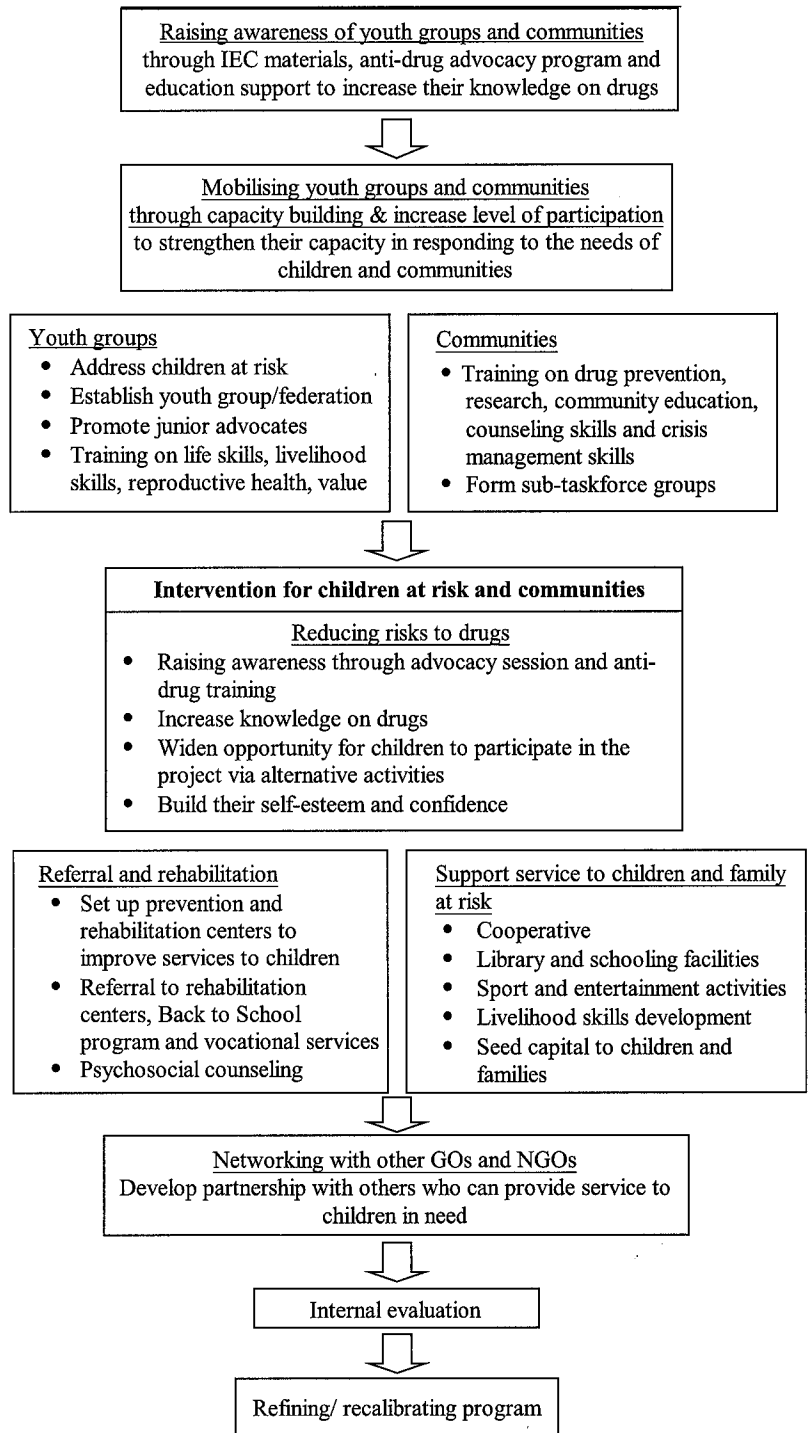 Raising awareness of youth groups and communities
through IEC materials, anti-drug advocacy program and
education support to increase their knowledge on drugs
Mobilising youth groups and communities
through capacity building & increase level of participation
to strengthen their capacity in responding to the needs of
children and communities
Youth groups
• Address children at risk
• Establish youth group/federation
• Promote junior advocates
• Training on life skills, livelihood
skills, reproductive health, value
Communities
• Training on drug prevention,
research, community education,
counseling skills and crisis
management skills
• Form sub-taskforce groups
Intervention for children at risk and communities
Reducing risks to drugs
• Raising awareness through advocacy session and anti-
drug training
• Increase knowledge on drugs
• Widen opportunity for children to participate in the
project via alternative activities
• Build their self-esteem and confidence
Referral and rehabilitation
• Set up prevention and
rehabilitation centers to
improve services to children
• Referral to rehabilitation
centers, Back to School
program and vocational services
• Psychosocial counseling
Support service to children and family
at risk
• Cooperative
• Library and schooling facilities
• Sport and entertainment activities
• Livelihood skills development
• Seed capital to children and
families
Networking with other GOs and NGOs
Develop partnership with others who can provide service to
children in need
Internal evaluation
Refining/ recalibrating program